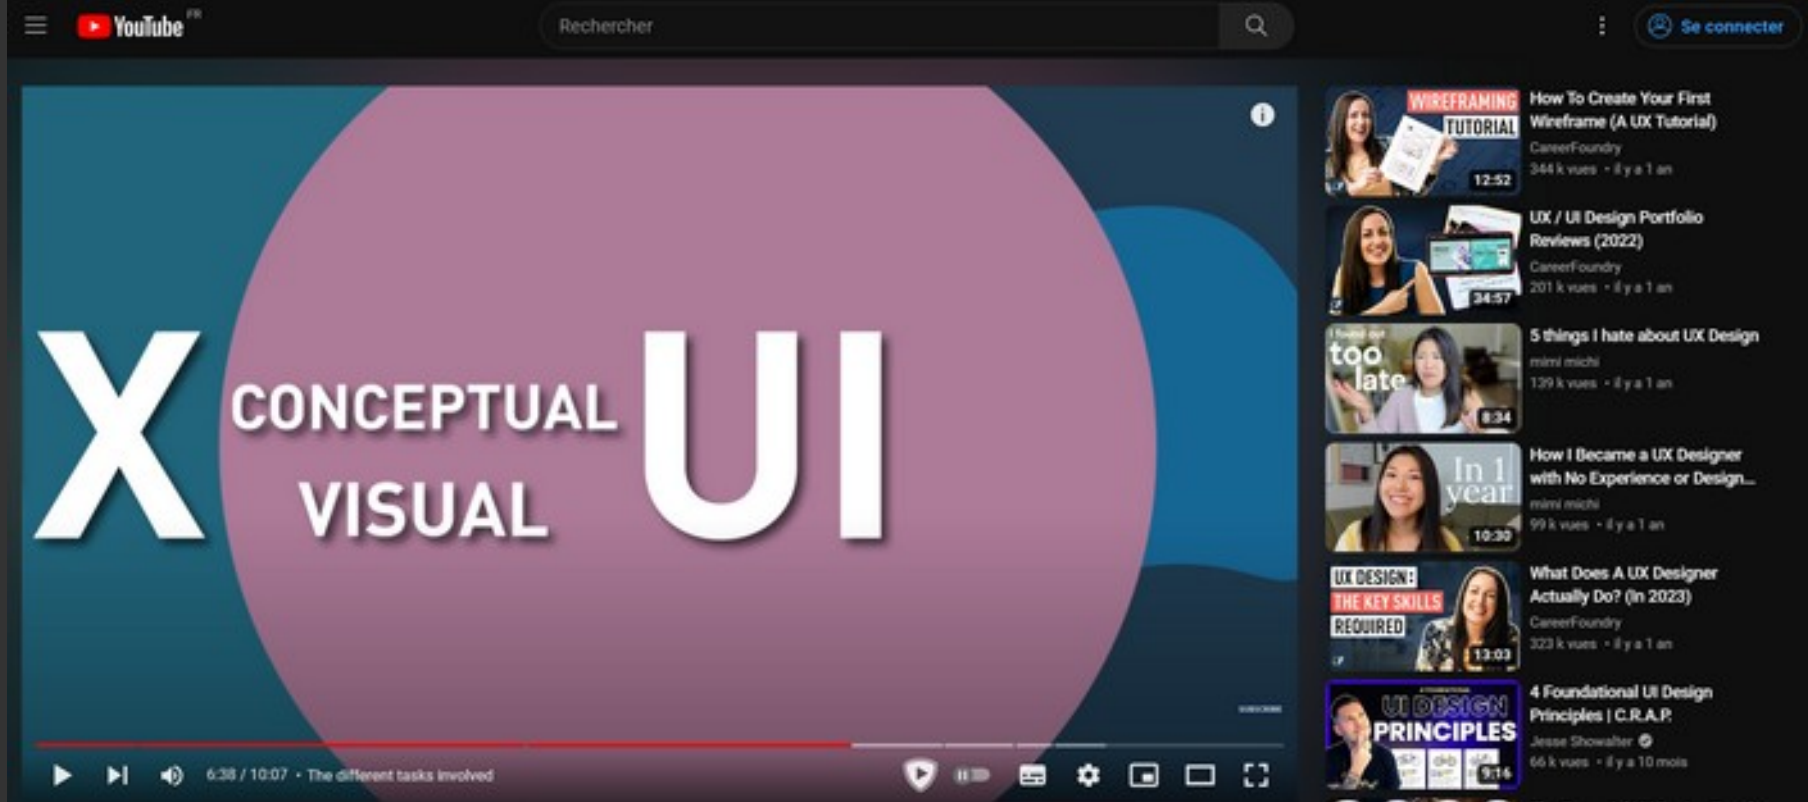 YouTube FR
Rechercher
Se connecter
X
CONCEPTUAL
VISUAL
UI
SUBSCRIBE
6:38 / 10:07 • The different tasks involved
WIREFRAMING
TUTORIAL
12:52
How To Create Your First
Wireframe (A UX Tutorial)
CareerFoundry
344 k vues • il y a 1 an
34:57
UX / UI Design Portfolio
Reviews (2022)
CareerFoundry
201 k vues • il y a 1 an
I found out
too
late
8:34
5 things I hate about UX Design
mimi michi
139 k vues • il y a 1 an
In 1
year
10:30
How I Became a UX Designer
with No Experience or Design...
mimi michi
99 k vues • il y a 1 an
UX DESIGN:
THE KEY SKILLS
REQUIRED
13:03
What Does A UX Designer
Actually Do? (In 2023)
CareerFoundry
323 k vues • il y a 1 an
UI DESIGN
PRINCIPLES
9:16
4 Foundational UI Design
Principles | C.R.A.P.
Jesse Showalter
66 k vues • il y a 10 mois